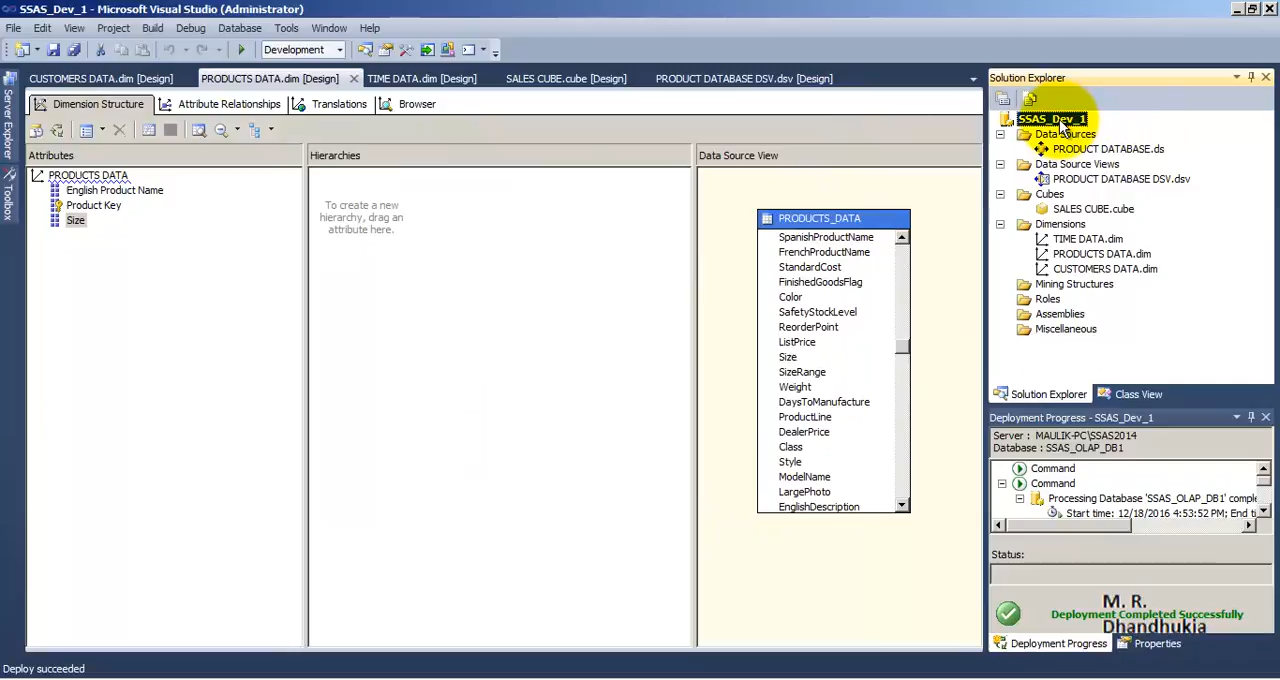 SSAS_Dev_1 - Microsoft Visual Studio (Administrator)
File Edit View Project Build Debug Database Tools Window Help
Development
CUSTOMERS DATA.dim [Design] PRODUCTS DATA.dim [Design] TIME DATA.dim [Design] SALES CUBE.cube [Design] PRODUCT DATABASE DSV.dsv [Design]
Dimension Structure Attribute Relationships Translations Browser
Server Explorer
Toolbox
Attributes
PRODUCTS DATA
English Product Name
Product Key
Size
Hierarchies
To create a new
hierarchy, drag an
attribute here.
Data Source View
PRODUCTS_DATA
SpanishProductName
FrenchProductName
StandardCost
FinishedGoodsFlag
Color
SafetyStockLevel
ReorderPoint
ListPrice
Size
SizeRange
Weight
DaysToManufacture
ProductLine
DealerPrice
Class
Style
ModelName
LargePhoto
EnglishDescription
Solution Explorer
SSAS_Dev_1
Data Sources
PRODUCT DATABASE.ds
Data Source Views
PRODUCT DATABASE DSV.dsv
Cubes
SALES CUBE.cube
Dimensions
TIME DATA.dim
PRODUCTS DATA.dim
CUSTOMERS DATA.dim
Mining Structures
Roles
Assemblies
Miscellaneous
Solution Explorer Class View
Deployment Progress - SSAS_Dev_1
Server : MAULIK-PC\SSAS2014
Database : SSAS_OLAP_DB1
Command
Command
Processing Database 'SSAS_OLAP_DB1' comple
Start time: 12/18/2016 4:53:52 PM; End ti
Status:
M. R.
Deployment Completed Successfully
Dhandhukia
Deployment Progress Properties
Deploy succeeded